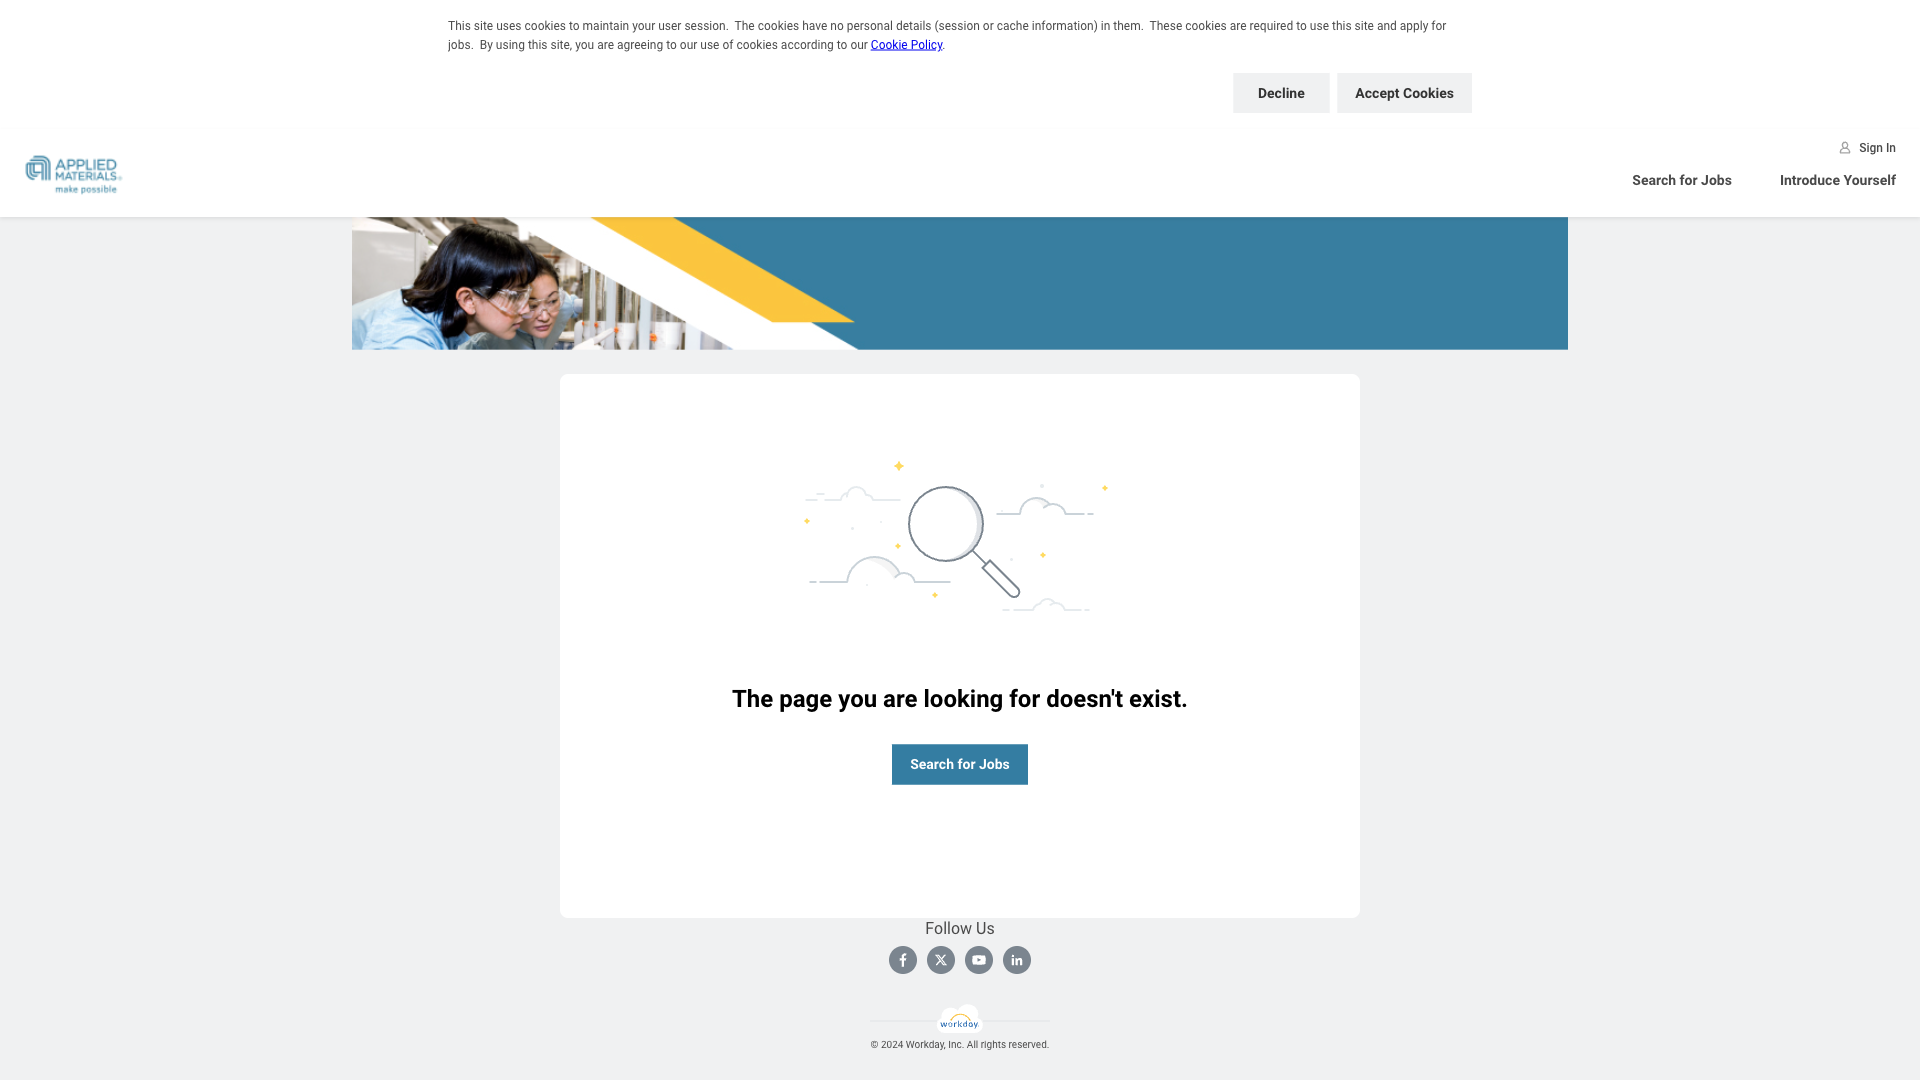 This site uses cookies to maintain your user session.  The cookies have no personal details (session or cache information) in them.  These cookies are required to use this site and apply for
jobs.  By using this site, you are agreeing to our use of cookies according to our Cookie Policy.
Decline
Accept Cookies
Sign In
APPLIED
MATERIALS
make possible
Search for Jobs
Introduce Yourself
The page you are looking for doesn't exist.
Search for Jobs
Follow Us
workday.
© 2024 Workday, Inc. All rights reserved.